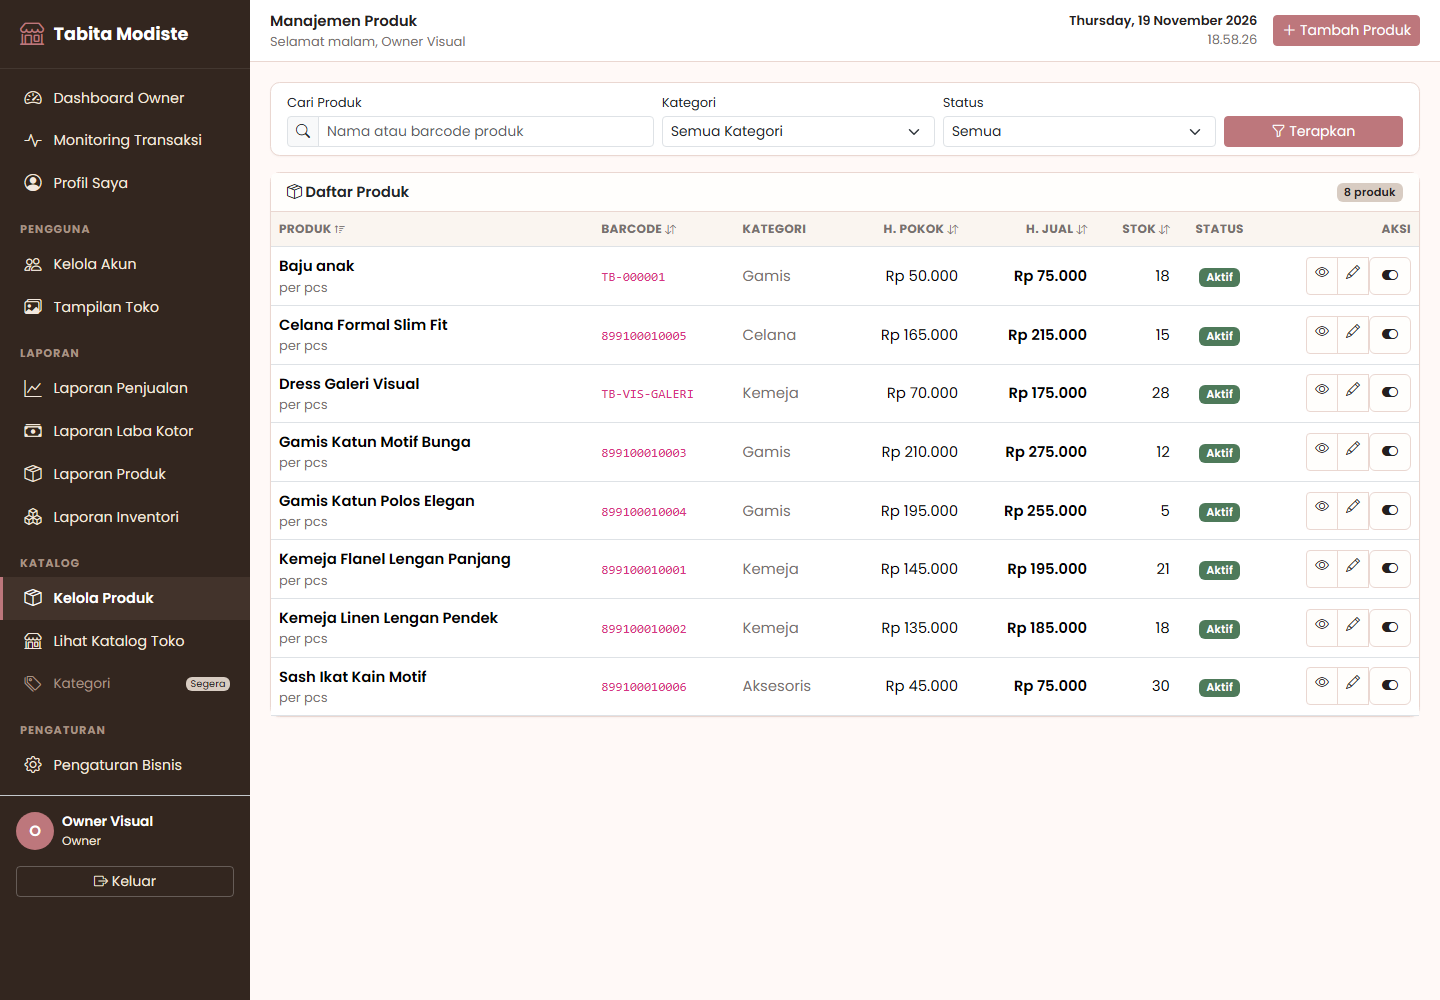 Tabita Modiste
Dashboard Owner
Monitoring Transaksi
Profil Saya
PENGGUNA
Kelola Akun
Tampilan Toko
LAPORAN
Laporan Penjualan
Laporan Laba Kotor
Laporan Produk
Laporan Inventori
KATALOG
Kelola Produk
Lihat Katalog Toko
Kategori Segera
PENGATURAN
Pengaturan Bisnis
O
Owner Visual
Owner
Keluar
Manajemen Produk
Selamat malam, Owner Visual
Thursday, 19 November 2026
18.58.26
+ Tambah Produk
Cari Produk
Nama atau barcode produk
Kategori
Semua Kategori
Status
Semua
Terapkan
Daftar Produk
8 produk
PRODUK BARCODE KATEGORI H. POKOK H. JUAL STOK STATUS AKSI
Baju anak TB-000001 Gamis Rp 50.000 Rp 75.000 18 Aktif
per pcs
Celana Formal Slim Fit 899100010005 Celana Rp 165.000 Rp 215.000 15 Aktif
per pcs
Dress Galeri Visual TB-VIS-GALERI Kemeja Rp 70.000 Rp 175.000 28 Aktif
per pcs
Gamis Katun Motif Bunga 899100010003 Gamis Rp 210.000 Rp 275.000 12 Aktif
per pcs
Gamis Katun Polos Elegan 899100010004 Gamis Rp 195.000 Rp 255.000 5 Aktif
per pcs
Kemeja Flanel Lengan Panjang 899100010001 Kemeja Rp 145.000 Rp 195.000 21 Aktif
per pcs
Kemeja Linen Lengan Pendek 899100010002 Kemeja Rp 135.000 Rp 185.000 18 Aktif
per pcs
Sash Ikat Kain Motif 899100010006 Aksesoris Rp 45.000 Rp 75.000 30 Aktif
per pcs